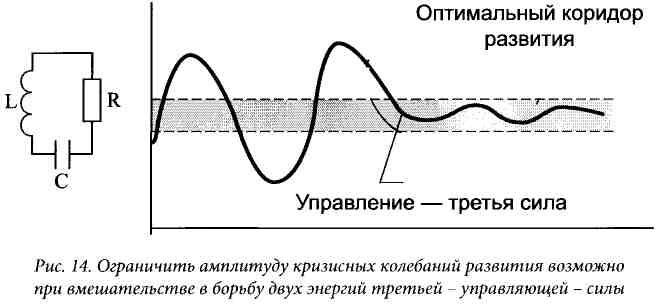 Оптимальный коридор
развития
L
R
C
Управление — третья сила
Рис. 14. Ограничить амплитуду кризисных колебаний развития возможно
при вмешательстве в борьбу двух энергий третьей – управляющей – силы